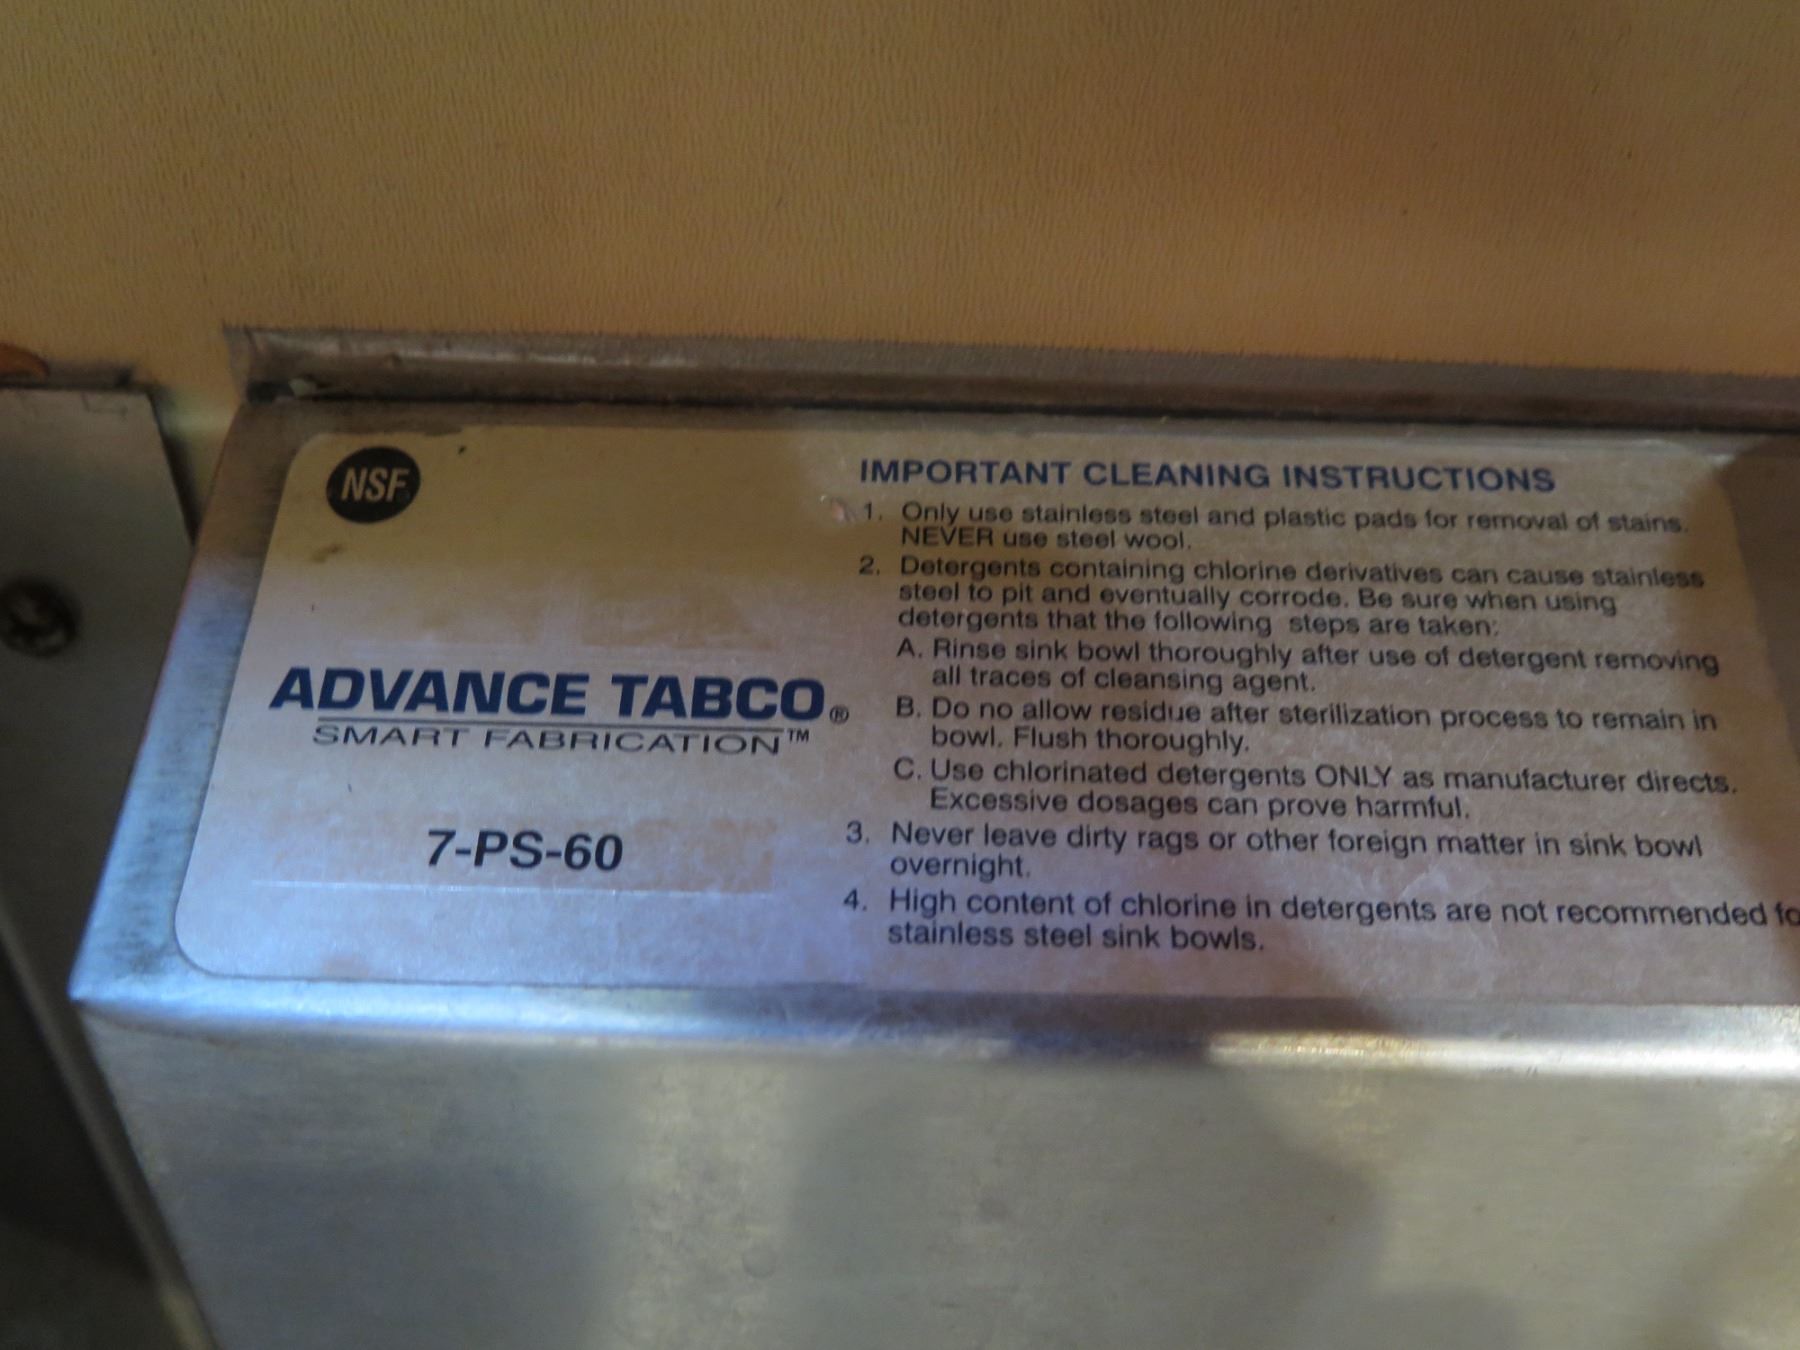 NSF
ADVANCE TABCO®
SMART FABRICATION™
7-PS-60
IMPORTANT CLEANING INSTRUCTIONS
1. Only use stainless steel and plastic pads for removal of stains.
NEVER use steel wool.
2. Detergents containing chlorine derivatives can cause stainless
steel to pit and eventually corrode. Be sure when using
detergents that the following steps are taken:
A. Rinse sink bowl thoroughly after use of detergent removing
all traces of cleansing agent.
B. Do no allow residue after sterilization process to remain in
bowl. Flush thoroughly.
C. Use chlorinated detergents ONLY as manufacturer directs.
Excessive dosages can prove harmful.
3. Never leave dirty rags or other foreign matter in sink bowl
overnight.
4. High content of chlorine in detergents are not recommended fo
stainless steel sink bowls.